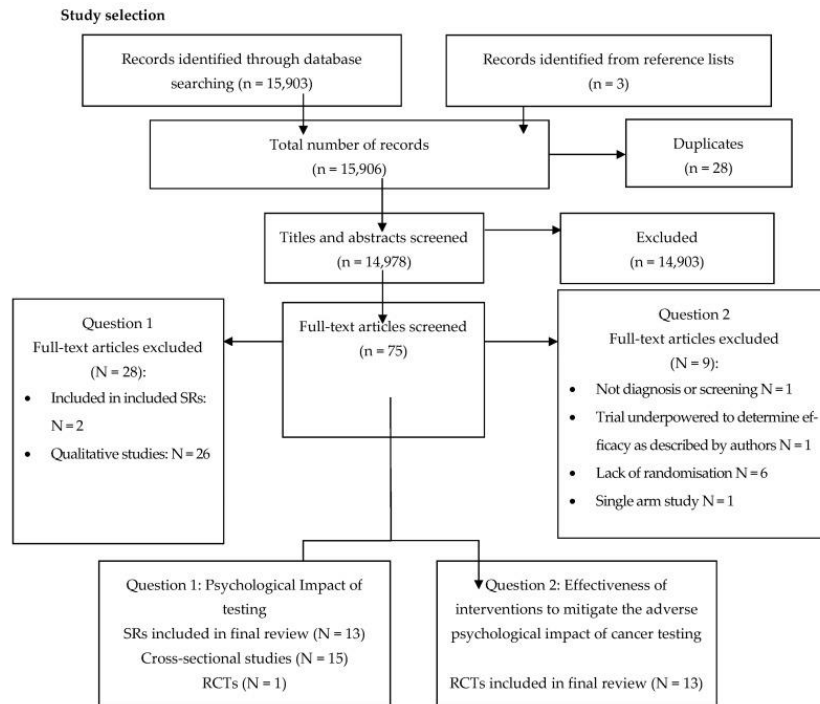 Study selection
Records identified through database
searching (n = 15,903)
Records identified from reference lists
(n = 3)
Total number of records
(n = 15,906)
Duplicates
(n = 28)
Titles and abstracts screened
(n = 14,978)
Excluded
(n = 14,903)
Question 1
Full-text articles excluded
(N = 28):
• Included in included SRs:
N = 2
• Qualitative studies: N = 26
Full-text articles screened
(n = 75)
Question 2
Full-text articles excluded
(N = 9):
• Not diagnosis or screening N = 1
• Trial underpowered to determine ef-
ficacy as described by authors N = 1
• Lack of randomisation N = 6
• Single arm study N = 1
Question 1: Psychological Impact of
testing
SRs included in final review (N = 13)
Cross-sectional studies (N = 15)
RCTs (N = 1)
Question 2: Effectiveness of
interventions to mitigate the adverse
psychological impact of cancer testing
RCTs included in final review (N = 13)